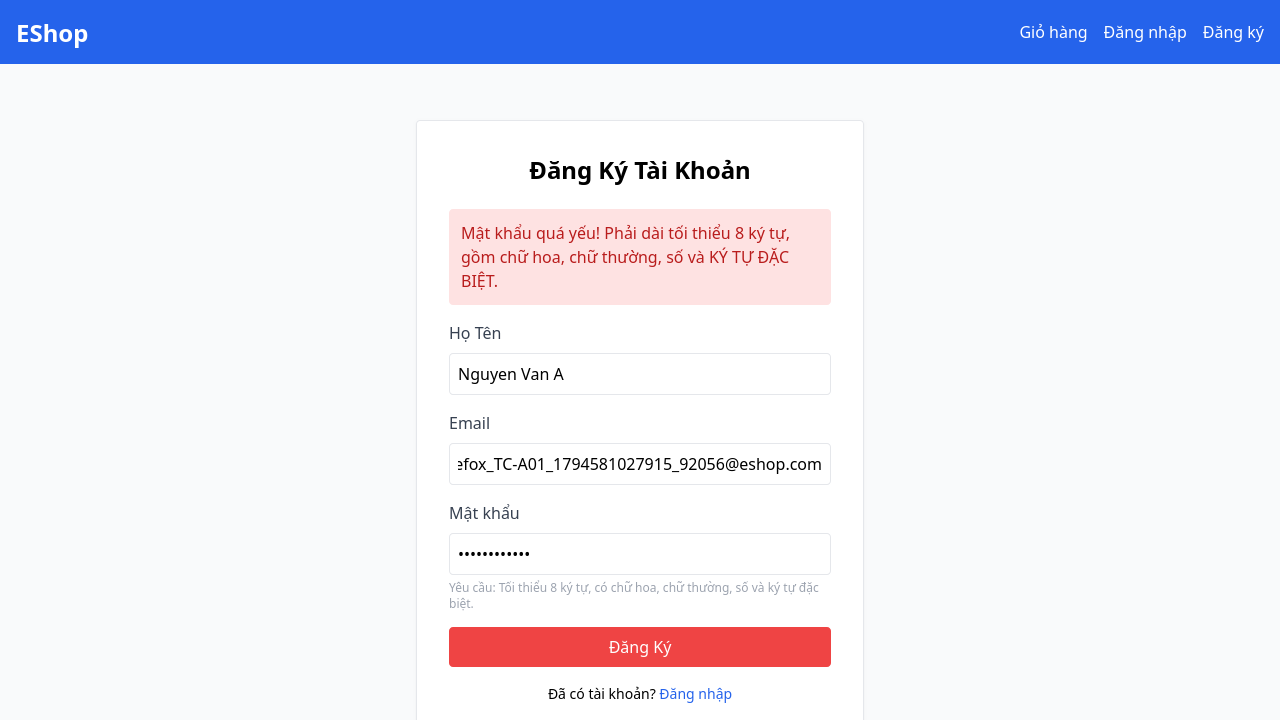 EShop
Giỏ hàng
Đăng nhập
Đăng ký
Đăng Ký Tài Khoản
Mật khẩu quá yếu! Phải dài tối thiểu 8 ký tự,
gồm chữ hoa, chữ thường, số và KÝ TỰ ĐẶC
BIỆT.
Họ Tên
Nguyen Van A
Email
efox_TC-A01_1794581027915_92056@eshop.com
Mật khẩu
••••••••••••
Yêu cầu: Tối thiểu 8 ký tự, có chữ hoa, chữ thường, số và ký tự đặc
biệt.
Đăng Ký
Đã có tài khoản? Đăng nhập